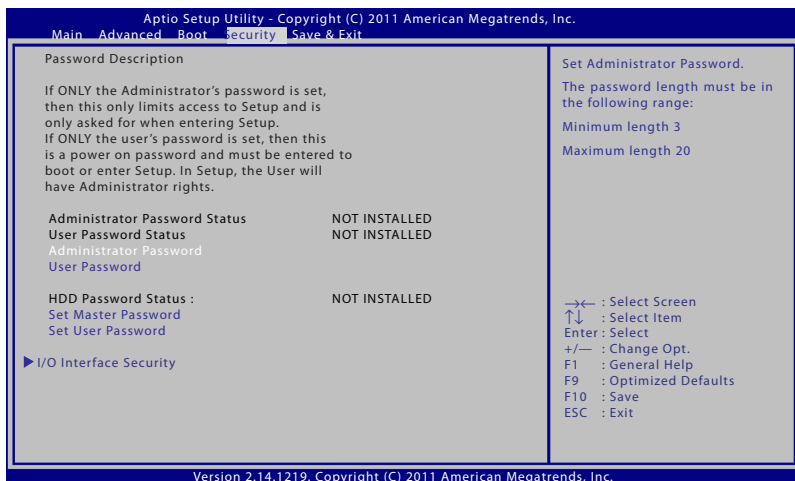 Aptio Setup Utility - Copyright (C) 2011 American Megatrends, Inc.
Main Advanced Boot Security Save & Exit
Password Description
If ONLY the Administrator's password is set,
then this only limits access to Setup and is
only asked for when entering Setup.
If ONLY the user's password is set, then this
is a power on password and must be entered to
boot or enter Setup. In Setup, the User will
have Administrator rights.
Administrator Password Status NOT INSTALLED
User Password Status NOT INSTALLED
Administrator Password
User Password
HDD Password Status : NOT INSTALLED
Set Master Password
Set User Password
▶I/O Interface Security
Set Administrator Password.
The password length must be in
the following range:
Minimum length 3
Maximum length 20
→← : Select Screen
↑↓ : Select Item
Enter : Select
+/— : Change Opt.
F1 : General Help
F9 : Optimized Defaults
F10 : Save
ESC : Exit
Version 2.14.1219. Copyright (C) 2011 American Megatrends, Inc.